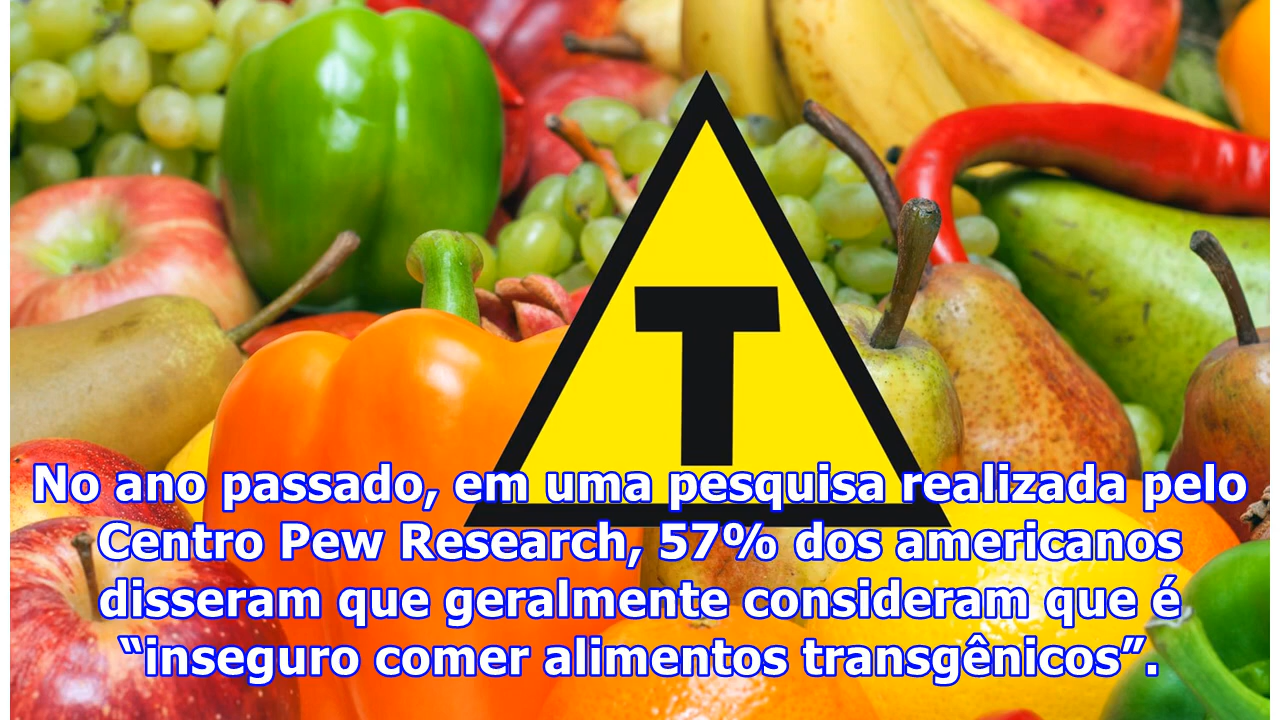 T
No ano passado, em uma pesquisa realizada pelo
Centro Pew Research, 57% dos americanos
disseram que geralmente consideram que é
“inseguro comer alimentos transgênicos”.